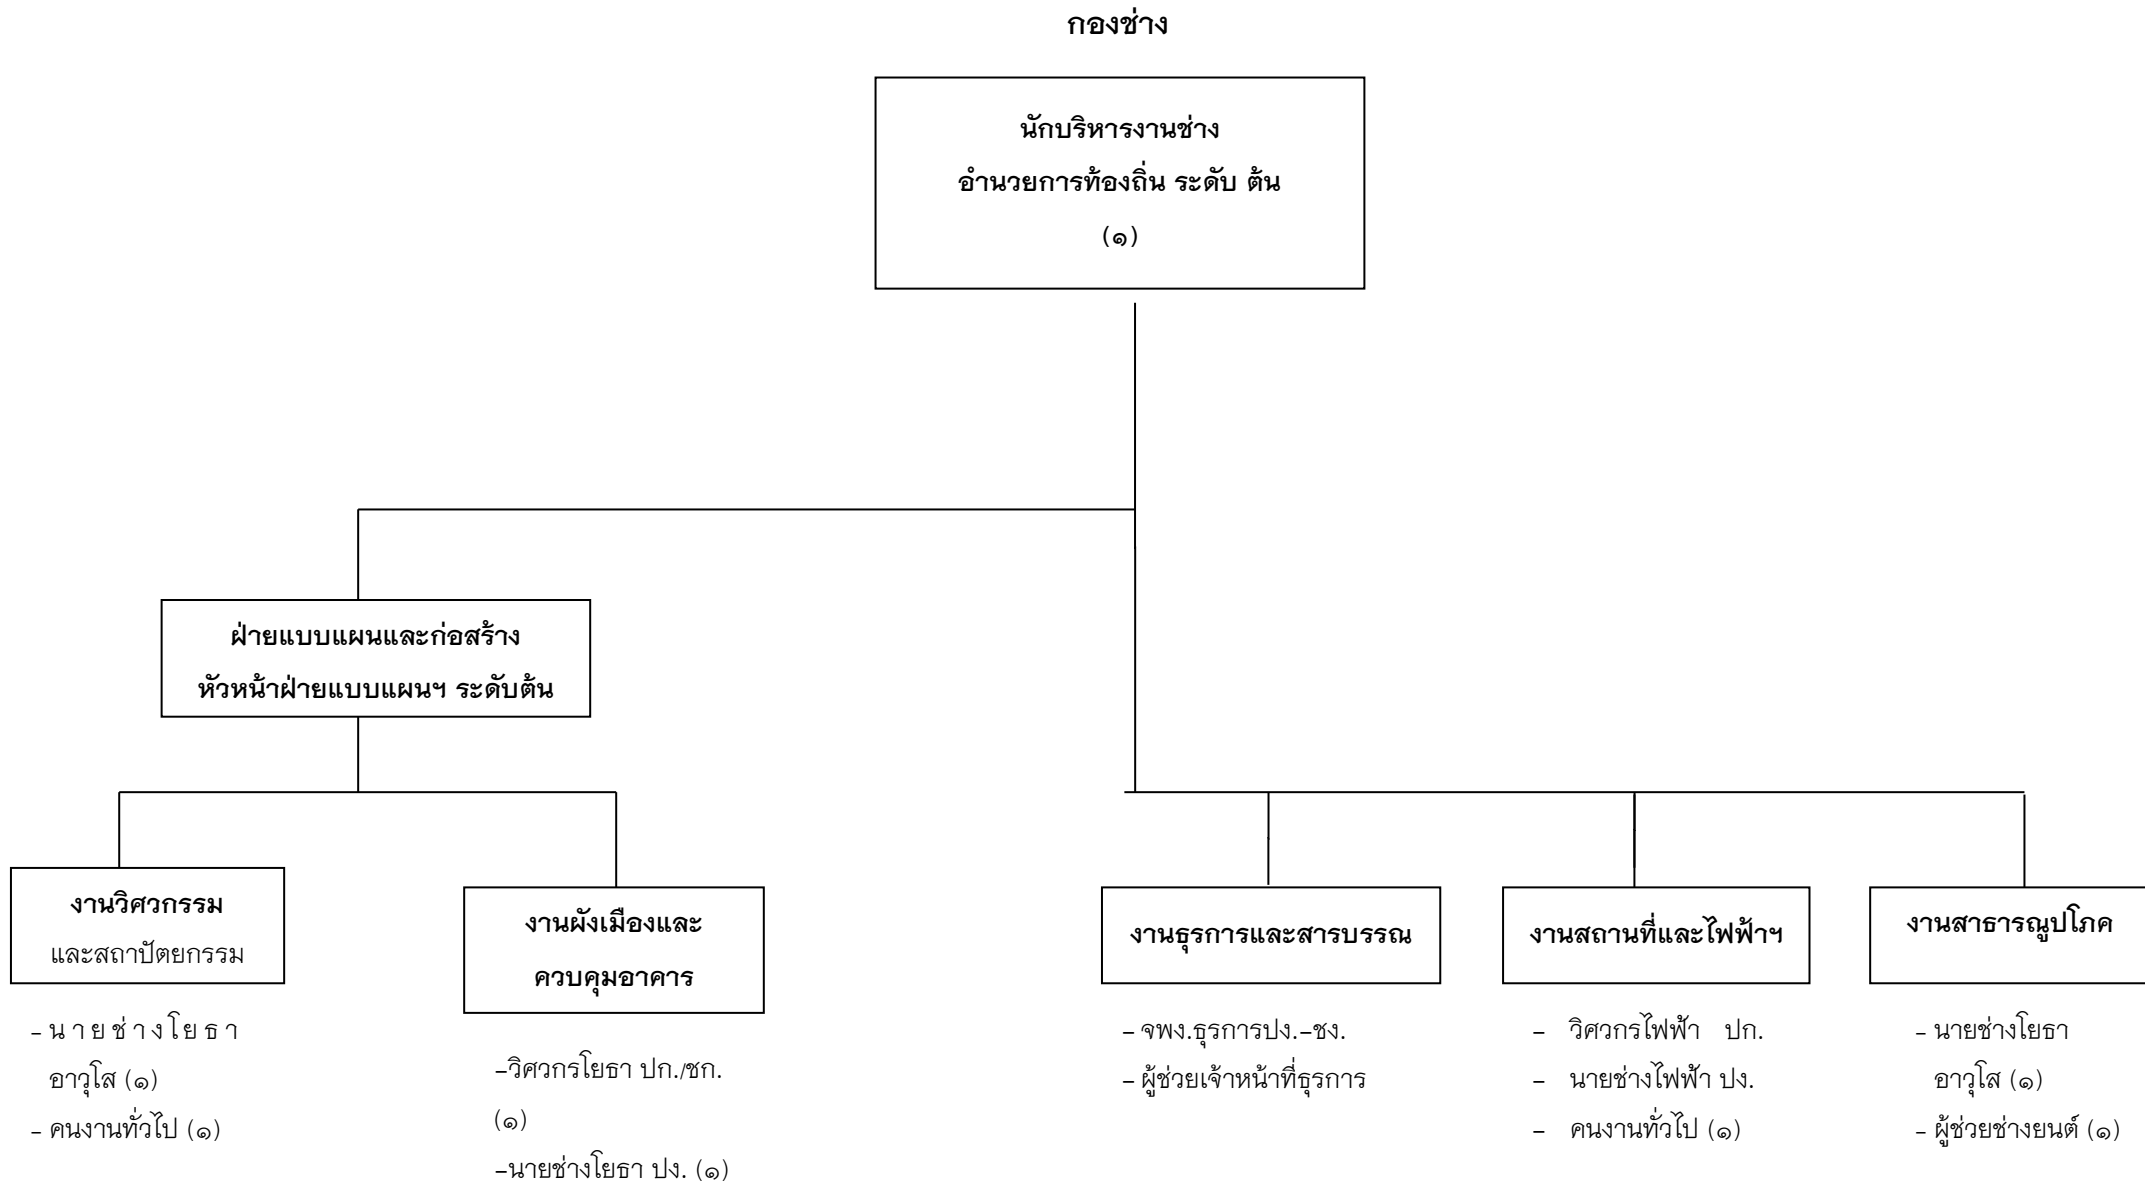 กองช่าง
นักบริหารงานช่าง
อำนวยการท้องถิ่น ระดับ ต้น
(๑)
ฝ่ายแบบแผนและก่อสร้าง
หัวหน้าฝ่ายแบบแผนฯ ระดับต้น
งานวิศวกรรม
และสถาปัตยกรรม
- นายช่างโยธา
อาวุโส (๑)
- คนงานทั่วไป (๑)
งานผังเมืองและ
ควบคุมอาคาร
-วิศวกรโยธา ปก./ชก.
(๑)
-นายช่างโยธา ปง. (๑)
งานธุรการและสารบรรณ
- จพง.ธุรการปง.-ชง.
- ผู้ช่วยเจ้าหน้าที่ธุรการ
งานสถานที่และไฟฟ้าฯ
- วิศวกรไฟฟ้า ปก.
- นายช่างไฟฟ้า ปง.
- คนงานทั่วไป (๑)
งานสาธารณูปโภค
- นายช่างโยธา
อาวุโส (๑)
- ผู้ช่วยช่างยนต์ (๑)